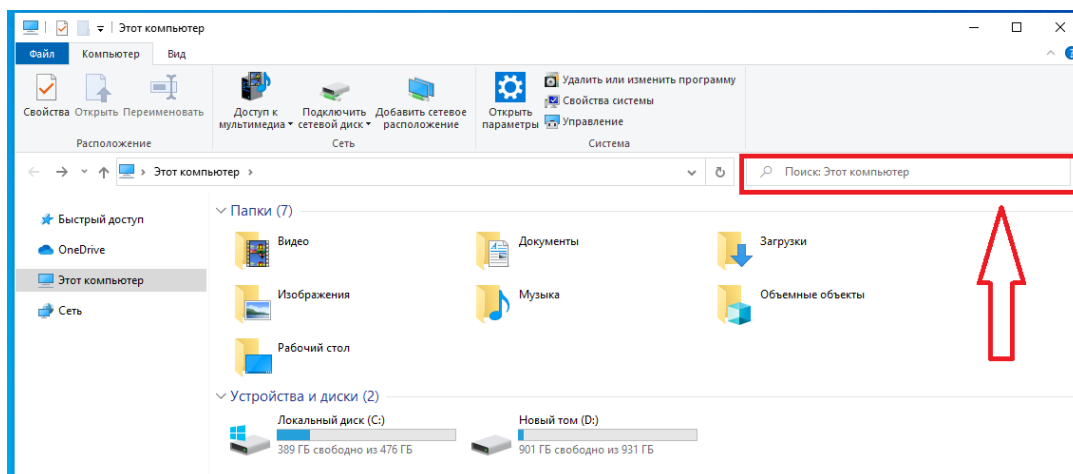 Этот компьютер
Файл Компьютер Вид
Свойства Открыть Переименовать
Расположение
Доступ к мультимедиа
Подключить сетевой диск
Добавить сетевое расположение
Сеть
Открыть параметры
Удалить или изменить программу
Свойства системы
Управление
Система
Этот компьютер
Поиск: Этот компьютер
Быстрый доступ
OneDrive
Этот компьютер
Сеть
Папки (7)
Видео
Документы
Загрузки
Изображения
Музыка
Объемные объекты
Рабочий стол
Устройства и диски (2)
Локальный диск (C:)
389 ГБ свободно из 476 ГБ
Новый том (D:)
901 ГБ свободно из 931 ГБ